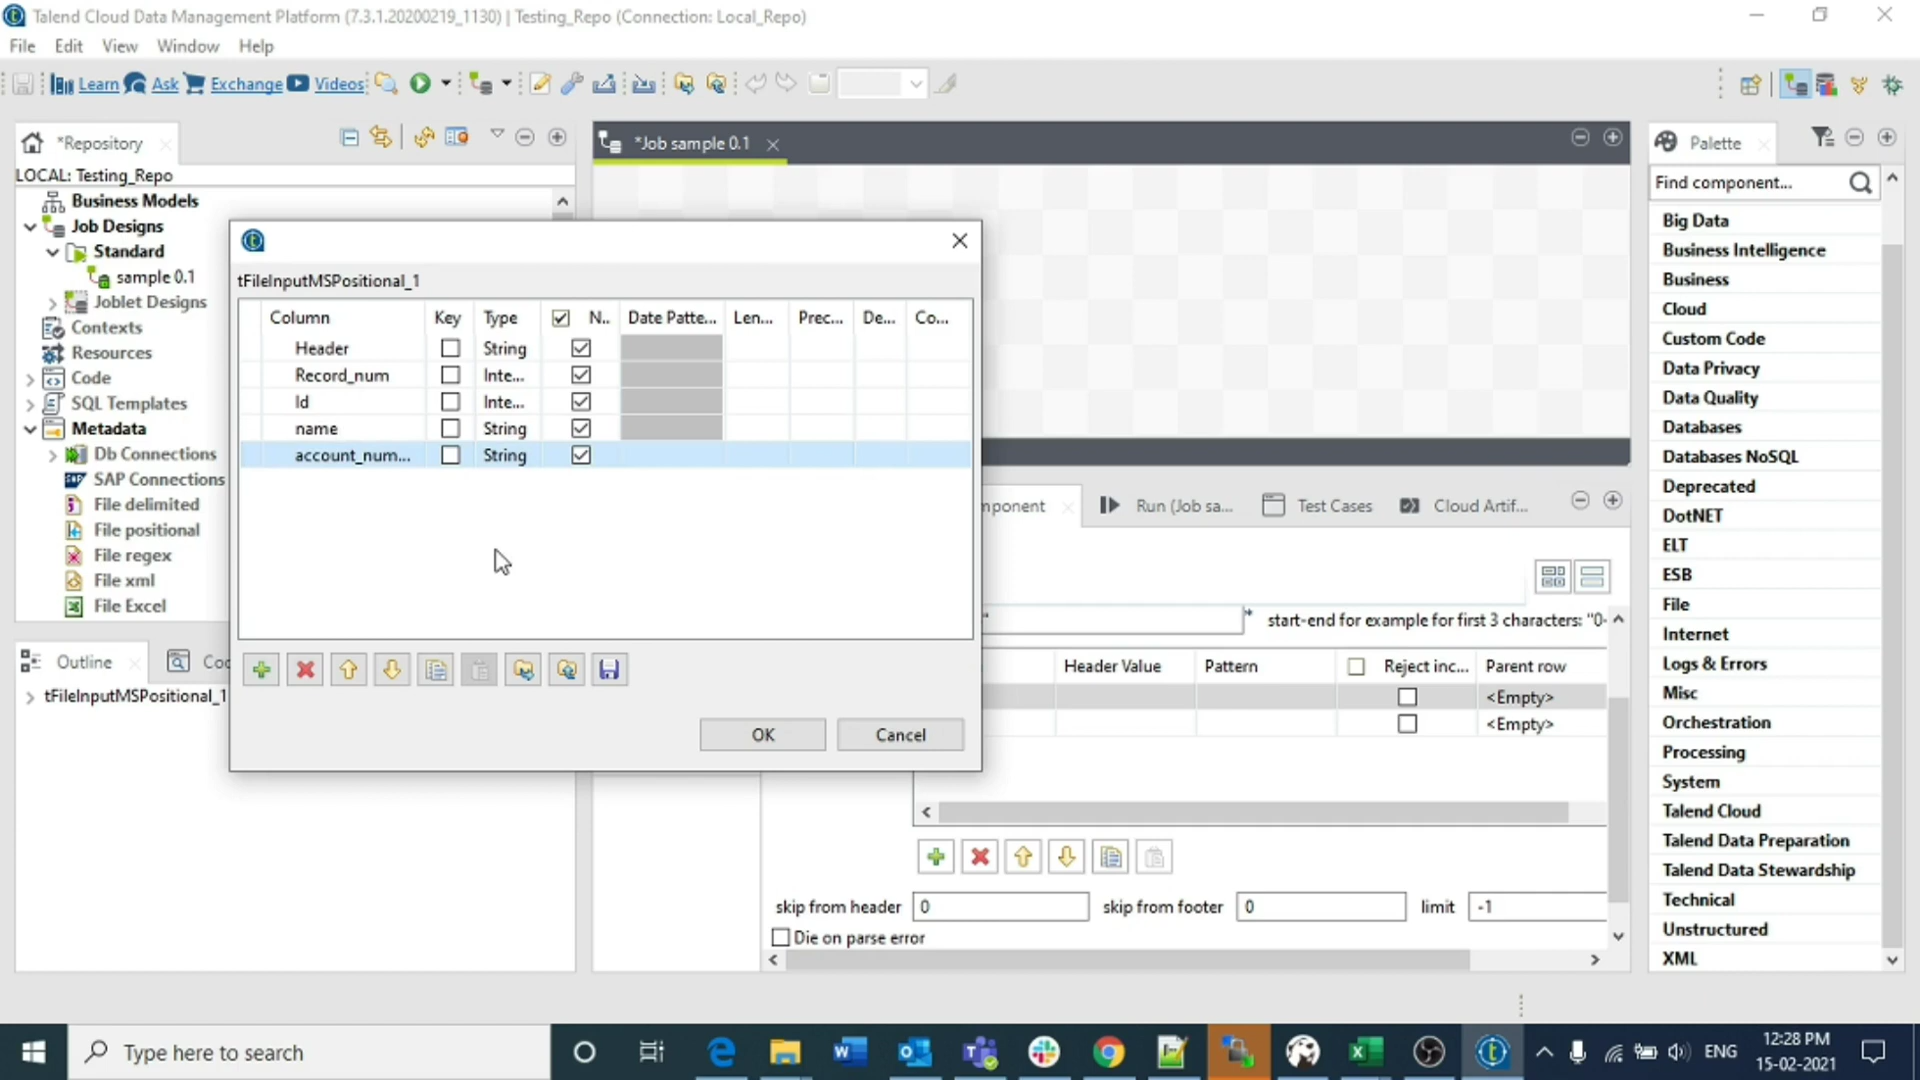 Talend Cloud Data Management Platform (7.3.1.20200219_1130) | Testing_Repo (Connection: Local_Repo)
File Edit View Window Help
Learn Ask Exchange Videos
*Repository
LOCAL: Testing_Repo
Business Models
Job Designs
Standard
sample 0.1
Joblet Designs
Contexts
Resources
Code
SQL Templates
Metadata
Db Connections
SAP Connections
File delimited
File positional
File regex
File xml
File Excel
Outline
tFileInputMSPositional_1
*Job sample 0.1
tFileInputMSPositional_1
Column Key Type N.. Date Patte... Len... Prec... De... Co...
Header String
Record_num Inte...
Id Inte...
name String
account_num... String
OK Cancel
mponent Run (Job sa... Test Cases Cloud Artif...
"
* start-end for example for first 3 characters: "0-
Header Value Pattern Reject inc... Parent row
<Empty>
<Empty>
skip from header 0 skip from footer 0 limit -1
Die on parse error
Palette
Find component...
Big Data
Business Intelligence
Business
Cloud
Custom Code
Data Privacy
Data Quality
Databases
Databases NoSQL
Deprecated
DotNET
ELT
ESB
File
Internet
Logs & Errors
Misc
Orchestration
Processing
System
Talend Cloud
Talend Data Preparation
Talend Data Stewardship
Technical
Unstructured
XML
Type here to search
ENG
12:28 PM
15-02-2021